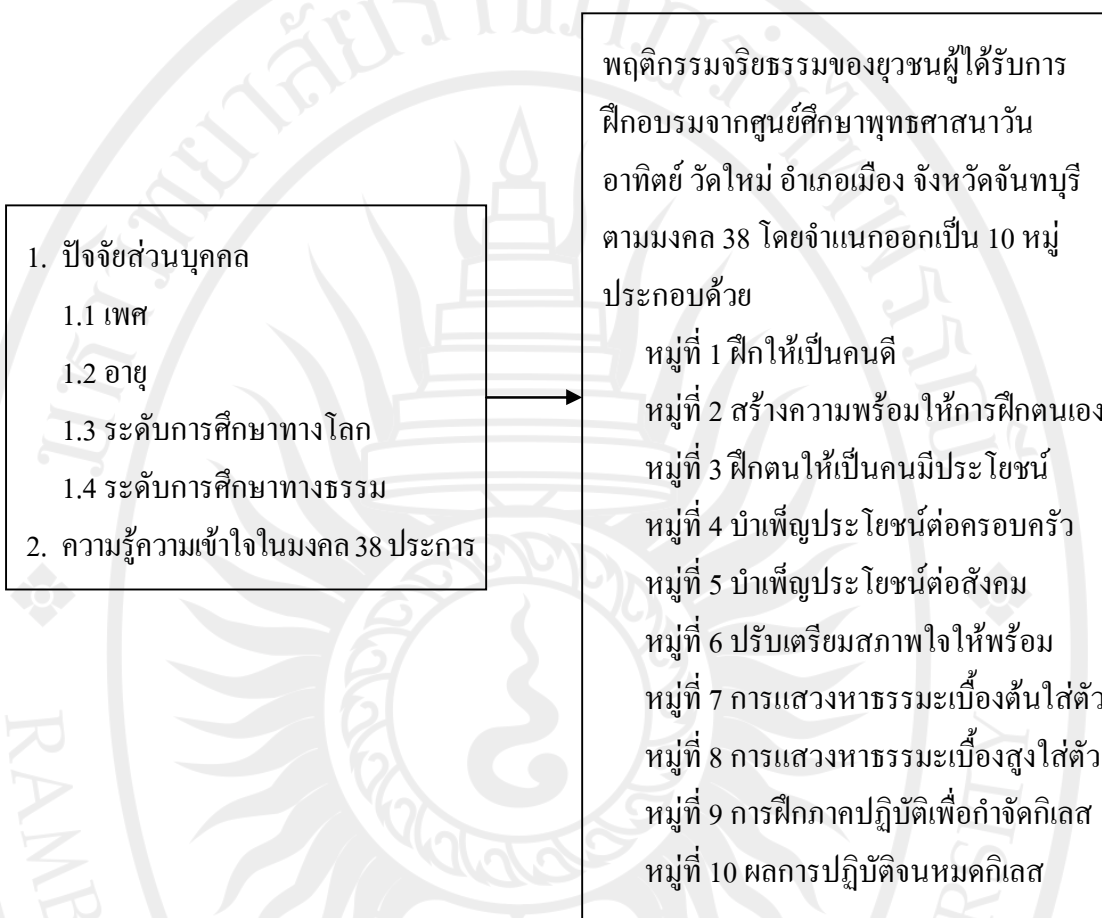 1. ปัจจัยส่วนบุคคล
1.1 เพศ
1.2 อายุ
1.3 ระดับการศึกษาทางโลก
1.4 ระดับการศึกษาทางธรรม
2. ความรู้ความเข้าใจในมงคล 38 ประการ
พฤติกรรมจริยธรรมของยุวชนผู้ได้รับการ
ฝึกอบรมจากศูนย์ศึกษาพุทธศาสนาวัน
อาทิตย์ วัดใหม่ อำเภอเมือง จังหวัดจันทบุรี
ตามมงคล 38 โดยจำแนกออกเป็น 10 หมู่
ประกอบด้วย
หมู่ที่ 1 ฝึกให้เป็นคนดี
หมู่ที่ 2 สร้างความพร้อมให้การฝึกตนเอง
หมู่ที่ 3 ฝึกตนให้เป็นคนมีประโยชน์
หมู่ที่ 4 บำเพ็ญประโยชน์ต่อครอบครัว
หมู่ที่ 5 บำเพ็ญประโยชน์ต่อสังคม
หมู่ที่ 6 ปรับเตรียมสภาพใจให้พร้อม
หมู่ที่ 7 การแสวงหาธรรมะเบื้องต้นใส่ตัว
หมู่ที่ 8 การแสวงหาธรรมะเบื้องสูงใส่ตัว
หมู่ที่ 9 การฝึกภาคปฏิบัติเพื่อกำจัดกิเลส
หมู่ที่ 10 ผลการปฏิบัติจนหมดกิเลส